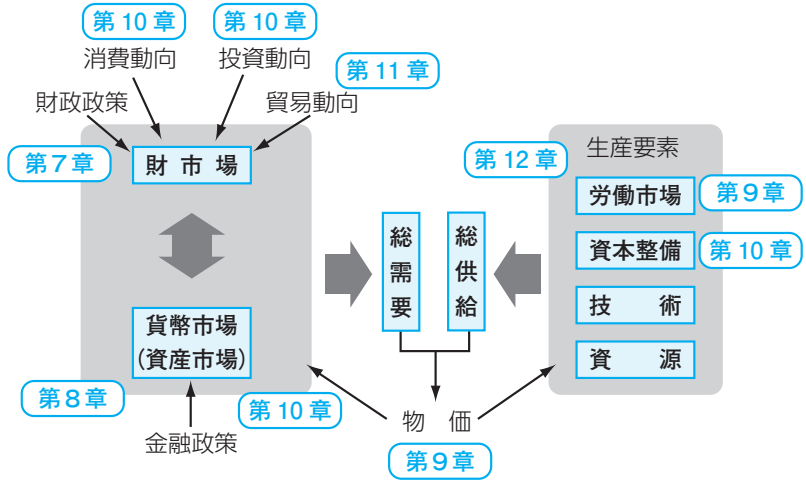 第10章
第10章
消費動向
投資動向
第11章
財政政策
貿易動向
第7章
財市場
貨幣市場
(資産市場)
第8章
第10章
金融政策
総需要
総供給
物価
第9章
第12章
生産要素
労働市場
第9章
資本整備
第10章
技術
資源